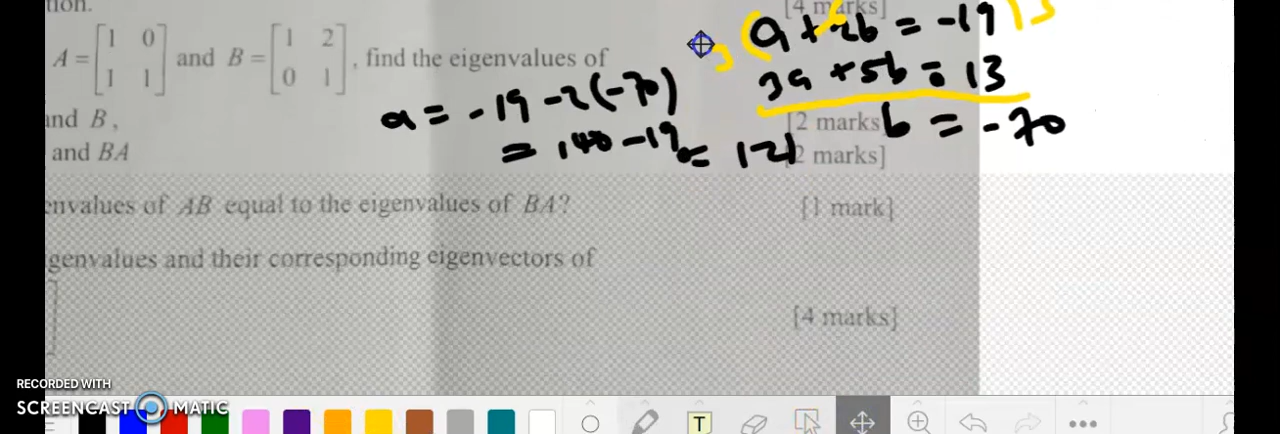 tion.
[4 marks]
a + 2b = -19
A = [1 0 1 1] and B = [1 2 0 1], find the eigenvalues of
3a + 5b = 13
a = -19 - 2(-70)
and B,
[2 marks]
b = -70
= 140 - 19 = 121
and BA
[2 marks]
envalues of AB equal to the eigenvalues of BA?
[1 mark]
genvalues and their corresponding eigenvectors of
[4 marks]
RECORDED WITH
SCREENCAST MATIC
T